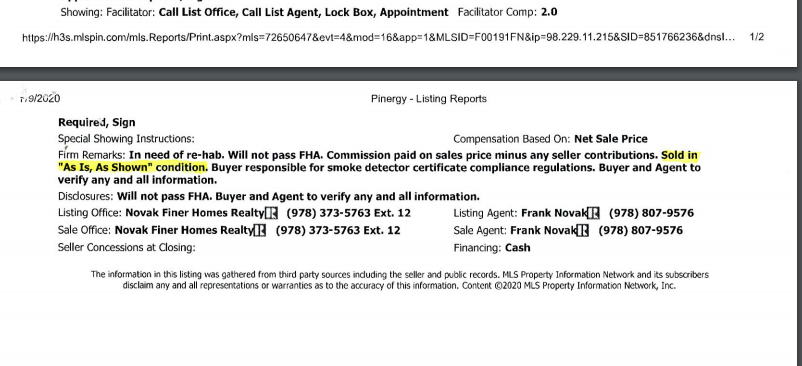 Showing: Facilitator: Call List Office, Call List Agent, Lock Box, Appointment Facilitator Comp: 2.0
https://h3s.mlspin.com/mls.Reports/Print.aspx?mls=72650647&evt=4&mod=16&app=1&MLSID=F00191FN&ip=98.229.11.215&SID=851766236&dnsl... 1/2
/9/2020 Pinergy - Listing Reports
Required, Sign
Special Showing Instructions: Compensation Based On: Net Sale Price
Firm Remarks: In need of re-hab. Will not pass FHA. Commission paid on sales price minus any seller contributions. Sold in
"As Is, As Shown" condition. Buyer responsible for smoke detector certificate compliance regulations. Buyer and Agent to
verify any and all information.
Disclosures: Will not pass FHA. Buyer and Agent to verify any and all information.
Listing Office: Novak Finer Homes Realty (978) 373-5763 Ext. 12 Listing Agent: Frank Novak (978) 807-9576
Sale Office: Novak Finer Homes Realty (978) 373-5763 Ext. 12 Sale Agent: Frank Novak (978) 807-9576
Seller Concessions at Closing: Financing: Cash
The information in this listing was gathered from third party sources including the seller and public records. MLS Property Information Network and its subscribers
disclaim any and all representations or warranties as to the accuracy of this information. Content ©2020 MLS Property Information Network, Inc.